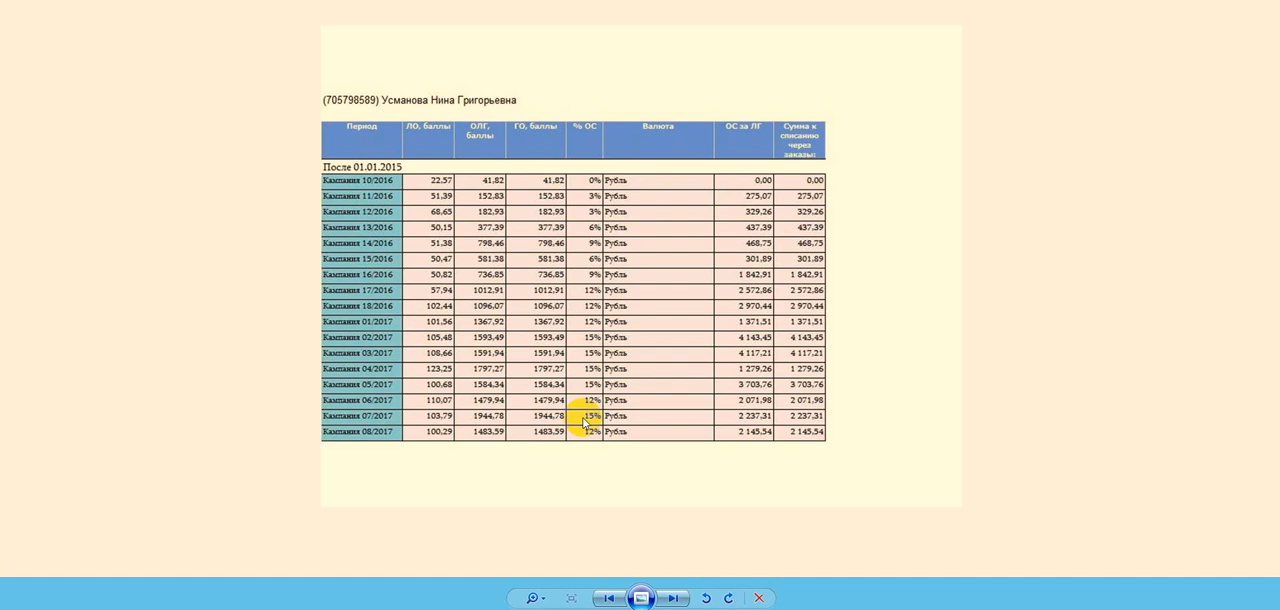 (705798589) Усманова Нина Григорьевна
Период ЛО, баллы ОЛГ, баллы ГО, баллы % ОС Валюта ОС за ЛГ Сумма к списанию через заказы:
После 01.01.2015
Кампания 10/2016 22,57 41,82 41,82 0% Рубль 0,00 0,00
Кампания 11/2016 51,39 152,83 152,83 3% Рубль 275,07 275,07
Кампания 12/2016 68,65 182,93 182,93 3% Рубль 329,26 329,26
Кампания 13/2016 50,15 377,39 377,39 6% Рубль 437,39 437,39
Кампания 14/2016 51,38 798,46 798,46 9% Рубль 468,75 468,75
Кампания 15/2016 50,47 581,38 581,38 6% Рубль 301,89 301,89
Кампания 16/2016 50,82 736,85 736,85 9% Рубль 1 842,91 1 842,91
Кампания 17/2016 57,94 1012,91 1012,91 12% Рубль 2 572,86 2 572,86
Кампания 18/2016 102,44 1096,07 1096,07 12% Рубль 2 970,44 2 970,44
Кампания 01/2017 101,56 1367,92 1367,92 12% Рубль 1 371,51 1 371,51
Кампания 02/2017 105,48 1593,49 1593,49 15% Рубль 4 143,45 4 143,45
Кампания 03/2017 108,66 1591,94 1591,94 15% Рубль 4 117,21 4 117,21
Кампания 04/2017 123,25 1797,27 1797,27 15% Рубль 1 279,26 1 279,26
Кампания 05/2017 100,68 1584,34 1584,34 15% Рубль 3 703,76 3 703,76
Кампания 06/2017 110,07 1479,94 1479,94 12% Рубль 2 071,98 2 071,98
Кампания 07/2017 103,79 1944,78 1944,78 15% Рубль 2 237,31 2 237,31
Кампания 08/2017 100,29 1483,59 1483,59 12% Рубль 2 145,54 2 145,54